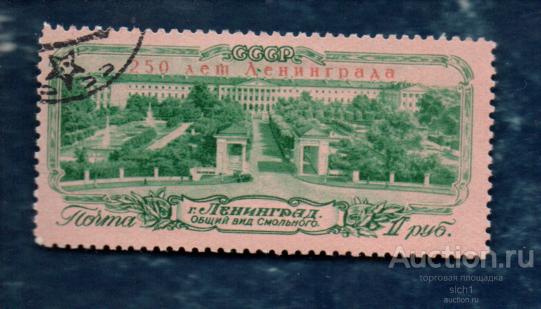 СССР
250 лет Ленинграда
г. Ленинград.
Общий вид Смольного.
Почта
1 руб.
Auction.ru
торговая площадка
sich1
auction.ru